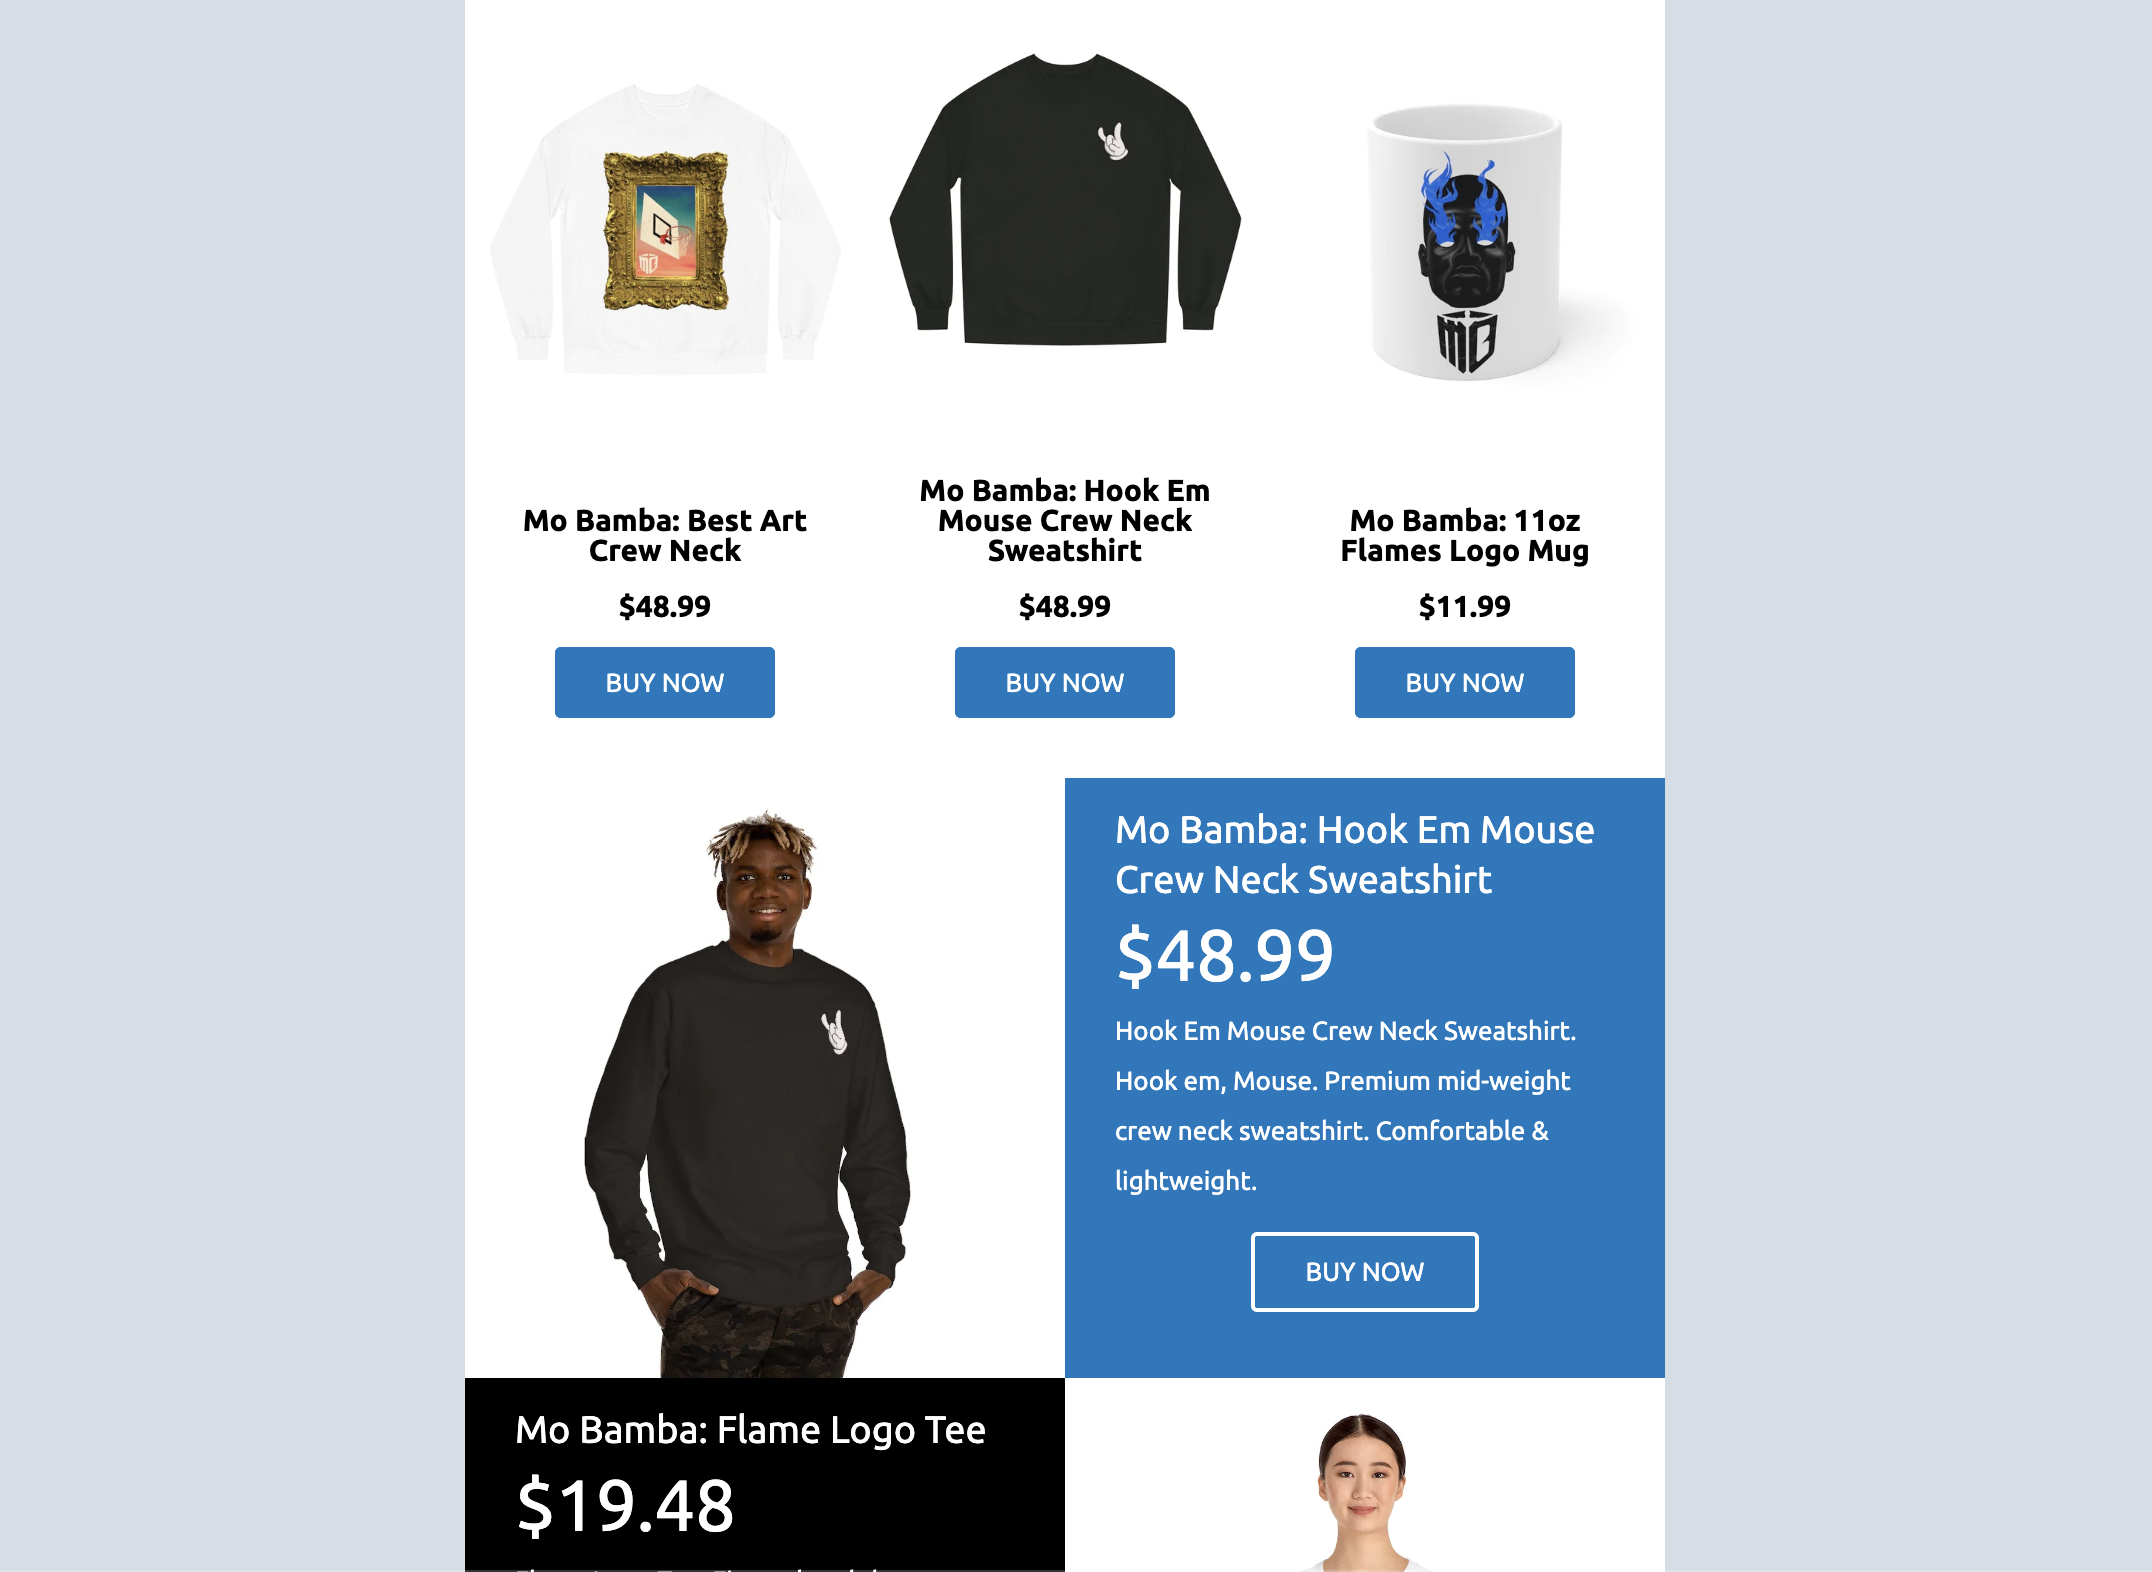 Mo Bamba: Best Art
Crew Neck
$48.99
BUY NOW
Mo Bamba: Hook Em
Mouse Crew Neck
Sweatshirt
$48.99
BUY NOW
Mo Bamba: 11oz
Flames Logo Mug
$11.99
BUY NOW
Mo Bamba: Hook Em Mouse
Crew Neck Sweatshirt
$48.99
Hook Em Mouse Crew Neck Sweatshirt.
Hook em, Mouse. Premium mid-weight
crew neck sweatshirt. Comfortable &
lightweight.
BUY NOW
Mo Bamba: Flame Logo Tee
$19.48